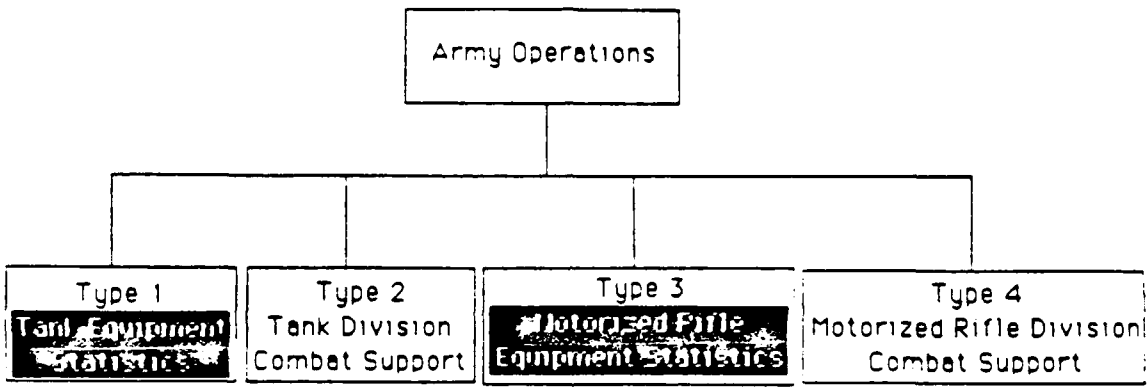 Army Operations
Type 1
Tank Equipment
Statistics
Type 2
Tank Division
Combat Support
Type 3
Motorized Rifle
Equipment Statistics
Type 4
Motorized Rifle Division
Combat Support